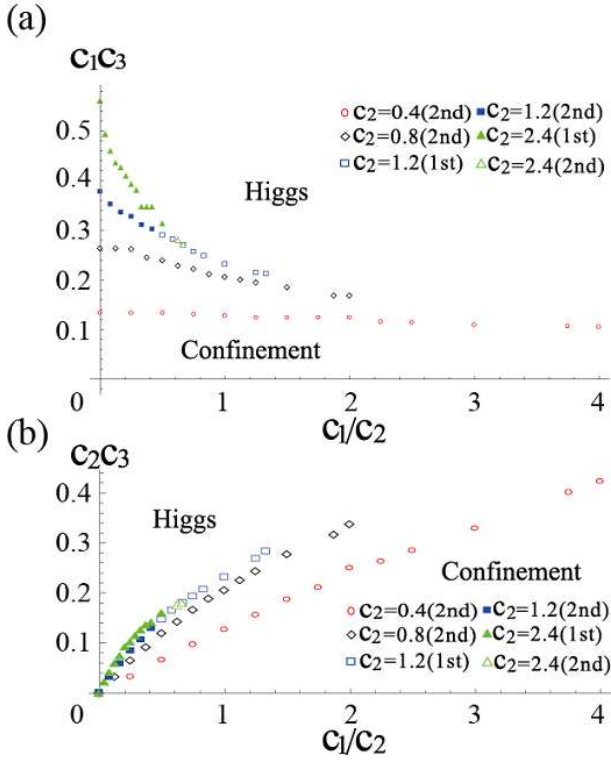 (a)
c₁c₃
0.5
0.4
0.3
0.2
0.1
0
1
2
3
4
c₁/c₂
c₂=0.4(2nd)
c₂=1.2(2nd)
c₂=0.8(2nd)
c₂=2.4(1st)
c₂=1.2(1st)
c₂=2.4(2nd)
Higgs
Confinement
(b)
c₂c₃
0.4
0.3
0.2
0.1
0
1
2
3
4
c₁/c₂
Higgs
Confinement
c₂=0.4(2nd)
c₂=1.2(2nd)
c₂=0.8(2nd)
c₂=2.4(1st)
c₂=1.2(1st)
c₂=2.4(2nd)